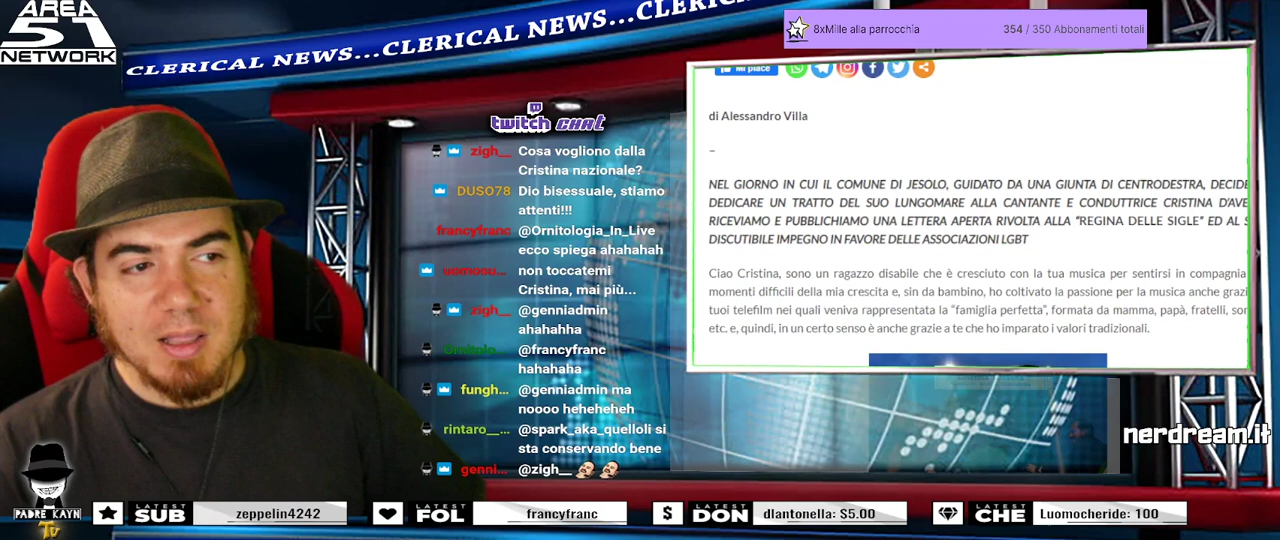 AREA
51
NETWORK
CLERICAL NEWS...CLERICAL NEWS...CLERIC
8xMille alla parrocchia 354 / 350 Abbonamenti totali
Mi piace
di Alessandro Villa
–
NEL GIORNO IN CUI IL COMUNE DI JESOLO, GUIDATO DA UNA GIUNTA DI CENTRODESTRA, DECIDE
DEDICARE UN TRATTO DEL SUO LUNGOMARE ALLA CANTANTE E CONDUTTRICE CRISTINA D'AVE
RICEVIAMO E PUBBLICHIAMO UNA LETTERA APERTA RIVOLTA ALLA “REGINA DELLE SIGLE” ED AL S
DISCUTIBILE IMPEGNO IN FAVORE DELLE ASSOCIAZIONI LGBT
Ciao Cristina, sono un ragazzo disabile che è cresciuto con la tua musica per sentirsi in compagnia
momenti difficili della mia crescita e, sin da bambino, ho coltivato la passione per la musica anche grazi
tuoi telefilm nei quali veniva rappresentata la “famiglia perfetta”, formata da mamma, papà, fratelli, sor
etc. e, quindi, in un certo senso è anche grazie a te che ho imparato i valori tradizionali.
twitch CHAT
zigh__ Cosa vogliono dalla
Cristina nazionale?
DUSO78 Dio bisessuale, stiamo
attenti!!!
francyfranc @Ornitologia_In_Live
ecco spiega ahahahah
non toccatemi
Cristina, mai più...
zigh__ @genniadmin
ahahahha
@francyfranc
hahahaha
fungh... @genniadmin ma
noooo heheheheh
rintaro__... @spark_aka_quelloli si
sta conservando bene
genni... @zigh__
nerdream.it
PADRE KAYN
TV
LATEST SUB zeppelin4242
LATEST FOL francyfranc
LATEST DON dlantonella: $5.00
LATEST CHE Luomocheride: 100